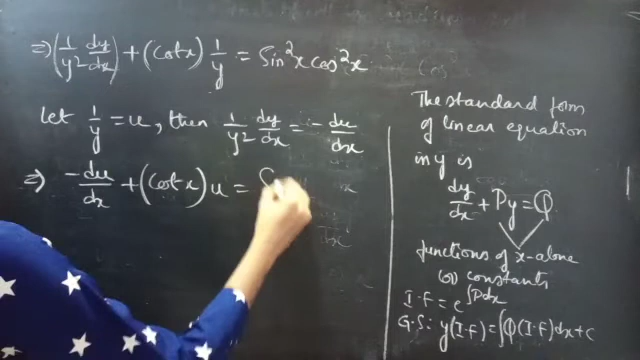 ⇒ (1/y² dy/dx) + (cot x) 1/y = Sin²x cos²x
let 1/y = u, then 1/y² dy/dx = - du/dx
⇒ - du/dx + (cot x) u = S
The standard form
of linear equation
in y is
dy/dx + Py = Q
functions of x-alone
(or) constants
I.F = e^∫Pdx
G.S: y(I.F) = ∫Q(I.F)dx + c